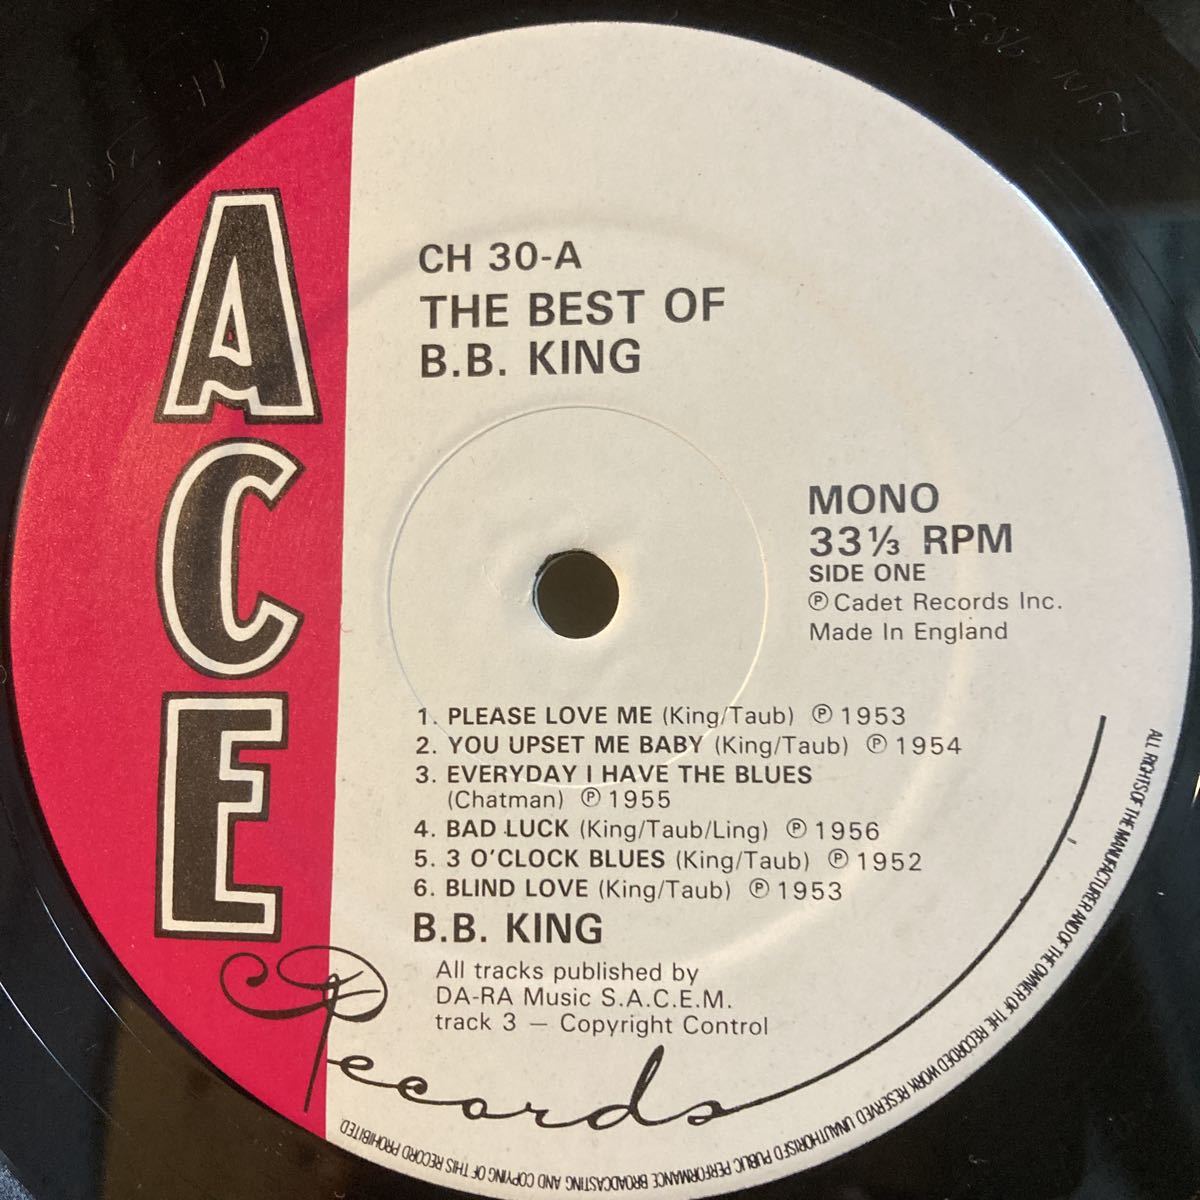 ACE
Records
CH 30-A
THE BEST OF
B.B. KING
MONO
33⅓ RPM
SIDE ONE
℗ Cadet Records Inc.
Made In England
1. PLEASE LOVE ME (King/Taub) ℗ 1953
2. YOU UPSET ME BABY (King/Taub) ℗ 1954
3. EVERYDAY I HAVE THE BLUES
(Chatman) ℗ 1955
4. BAD LUCK (King/Taub/Ling) ℗ 1956
5. 3 O'CLOCK BLUES (King/Taub) ℗ 1952
6. BLIND LOVE (King/Taub) ℗ 1953
B.B. KING
All tracks published by
DA-RA Music S.A.C.E.M.
track 3 — Copyright Control
ALL RIGHTS OF THE MANUFACTURER AND OF THE OWNER OF THE RECORDED WORK RESERVED UNAUTHORISED PUBLIC PERFORMANCE BROADCASTING AND COPYING OF THIS RECORD PROHIBITED